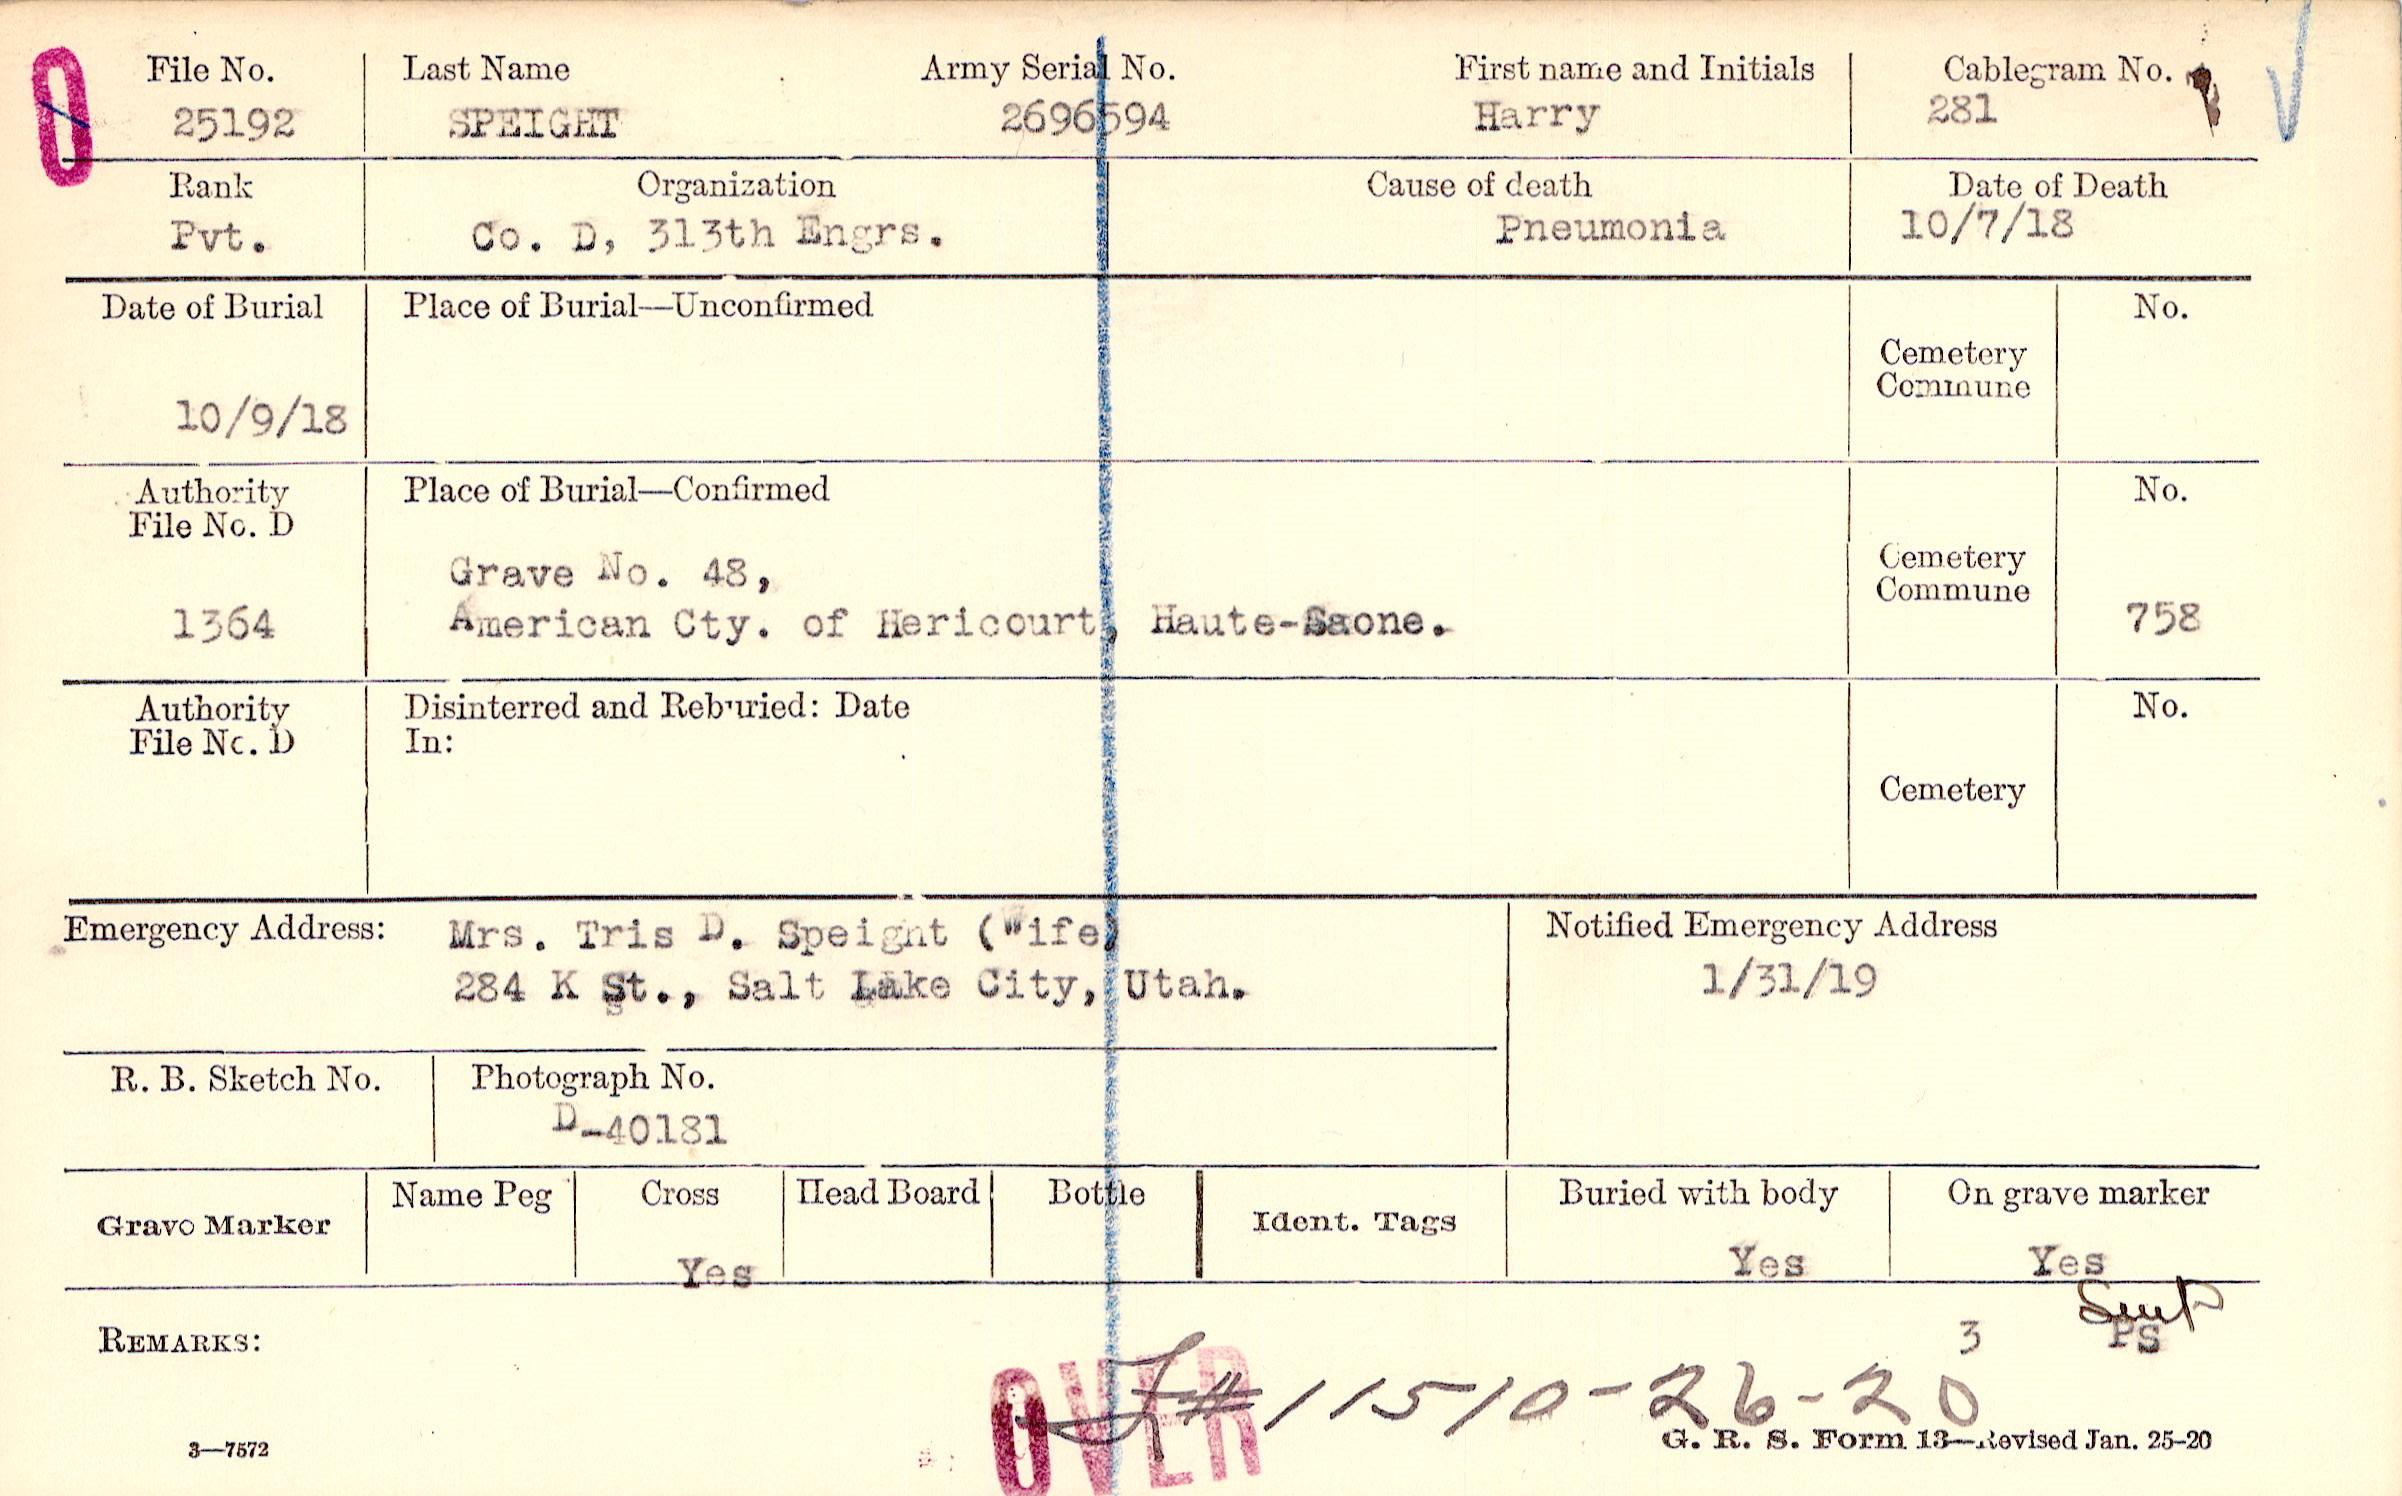 0
File No. Last Name Army Serial No. First name and Initials Cablegram No.
25192 SPEIGHT 2696594 Harry 281
Rank Organization Cause of death Date of Death
Pvt. Co. D, 313th Engrs. Pneumonia 10/7/18
Date of Burial Place of Burial—Unconfirmed No.
Cemetery
Commune
10/9/18
Authority Place of Burial—Confirmed No.
File No. D
Cemetery
Commune
Grave No. 48,
1364 American Cty. of Hericourt, Haute-Saone. 758
Authority Disinterred and Reburied: Date No.
File No. D In:
Cemetery
Emergency Address: Mrs. Tris D. Speight (Wife) Notified Emergency Address
284 K St., Salt Lake City, Utah. 1/31/19
R. B. Sketch No. Photograph No.
D-40181
Grave Marker Name Peg Cross Head Board Bottle Ident. Tags Buried with body On grave marker
Yes Yes Yes
REMARKS: 3 PS
OVER
# 11510-26-20
3—7572 G. R. S. Form 13—Revised Jan. 25-20